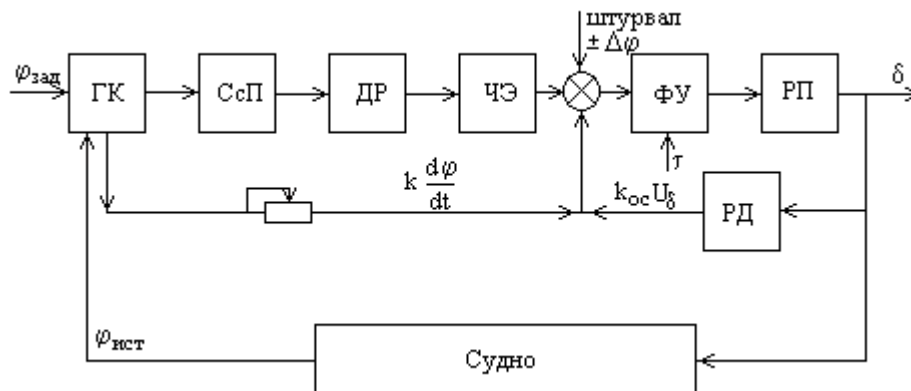 штурвал
± Δφ
φзад
ГК
СсП
ДР
ЧЭ
ФУ
РП
δ
τ
k dφ/dt
kос Uδ
РД
φист
Судно